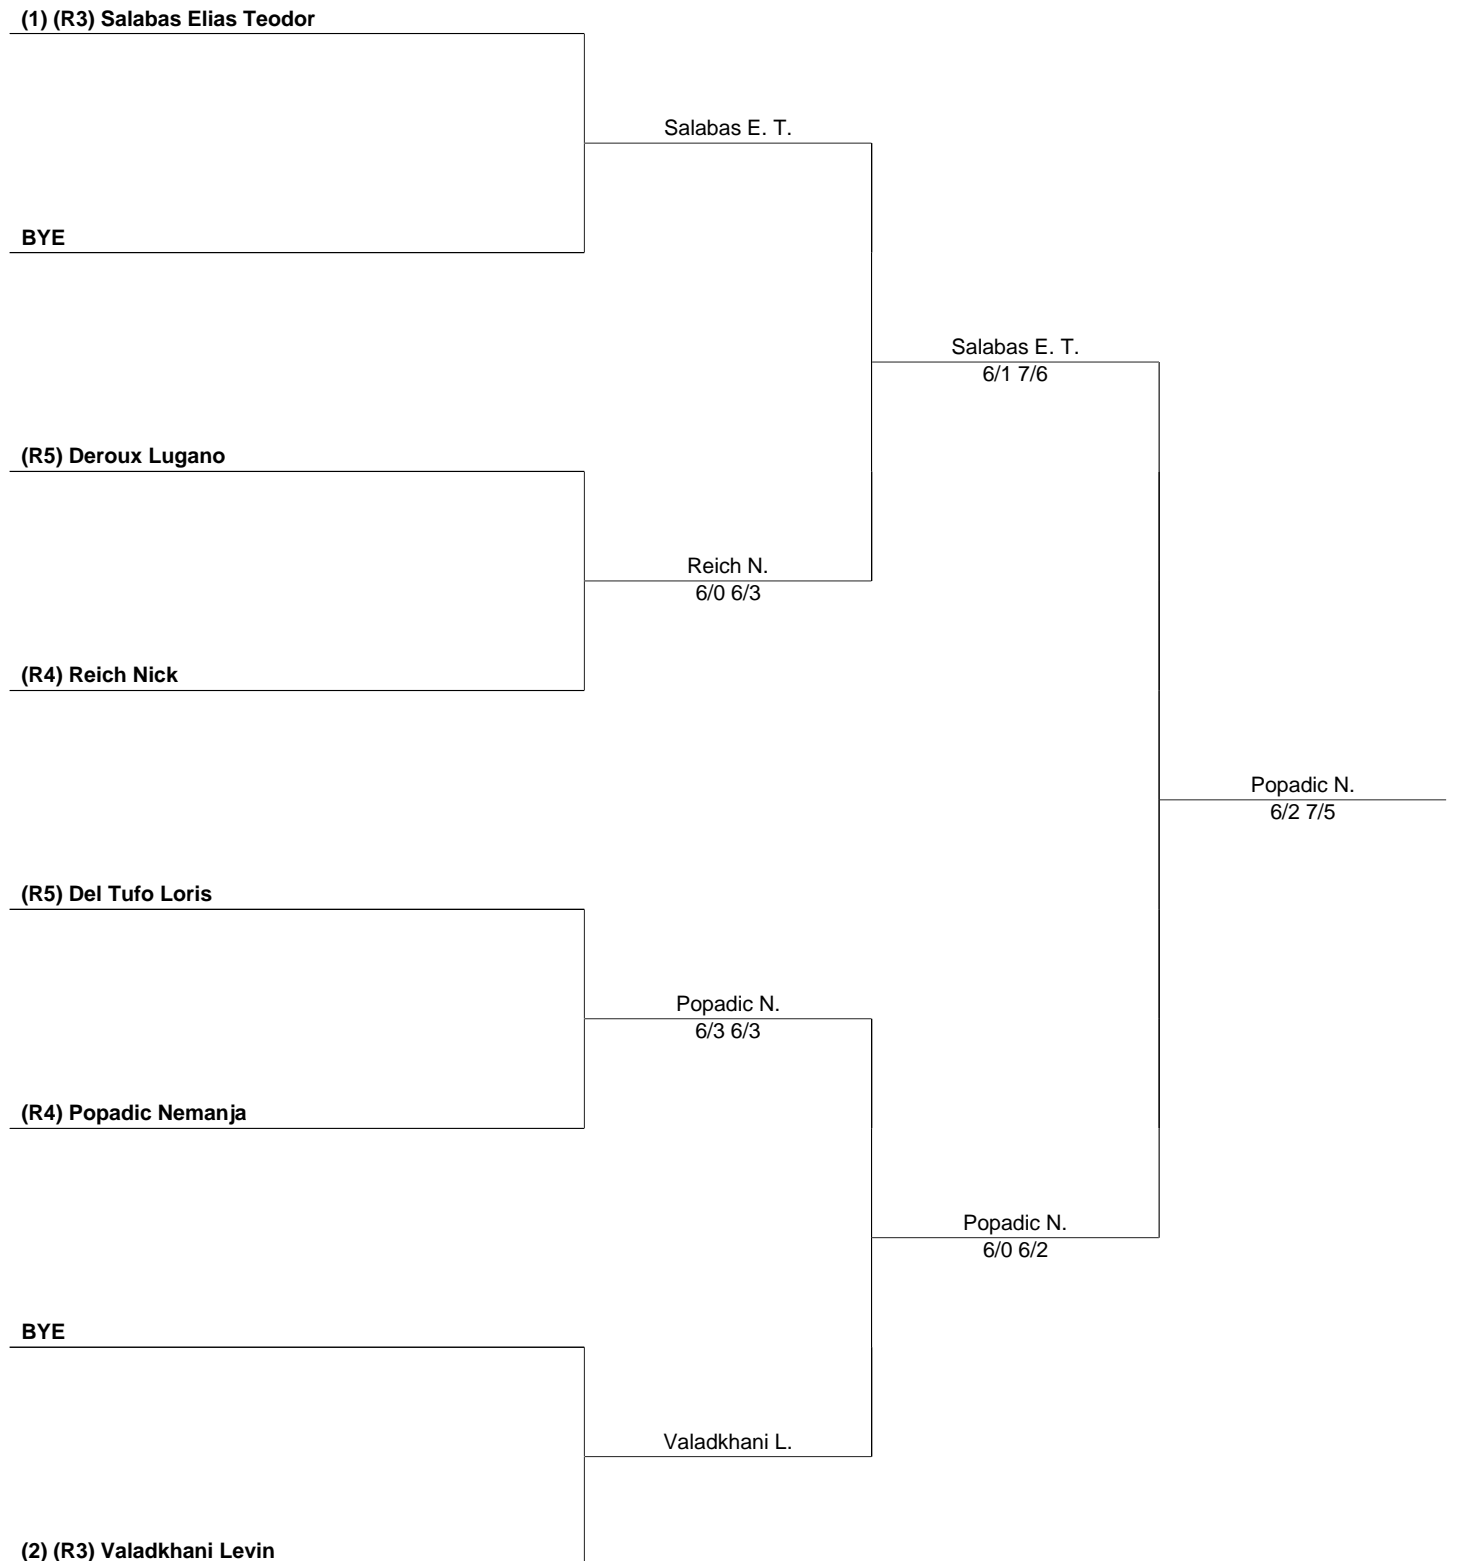 (1) (R3) Salabas Elias Teodor
Salabas E. T.
BYE
Salabas E. T.
6/1 7/6
(R5) Deroux Lugano
Reich N.
6/0 6/3
(R4) Reich Nick
Popadic N.
6/2 7/5
(R5) Del Tufo Loris
Popadic N.
6/3 6/3
(R4) Popadic Nemanja
Popadic N.
6/0 6/2
BYE
Valadkhani L.
(2) (R3) Valadkhani Levin